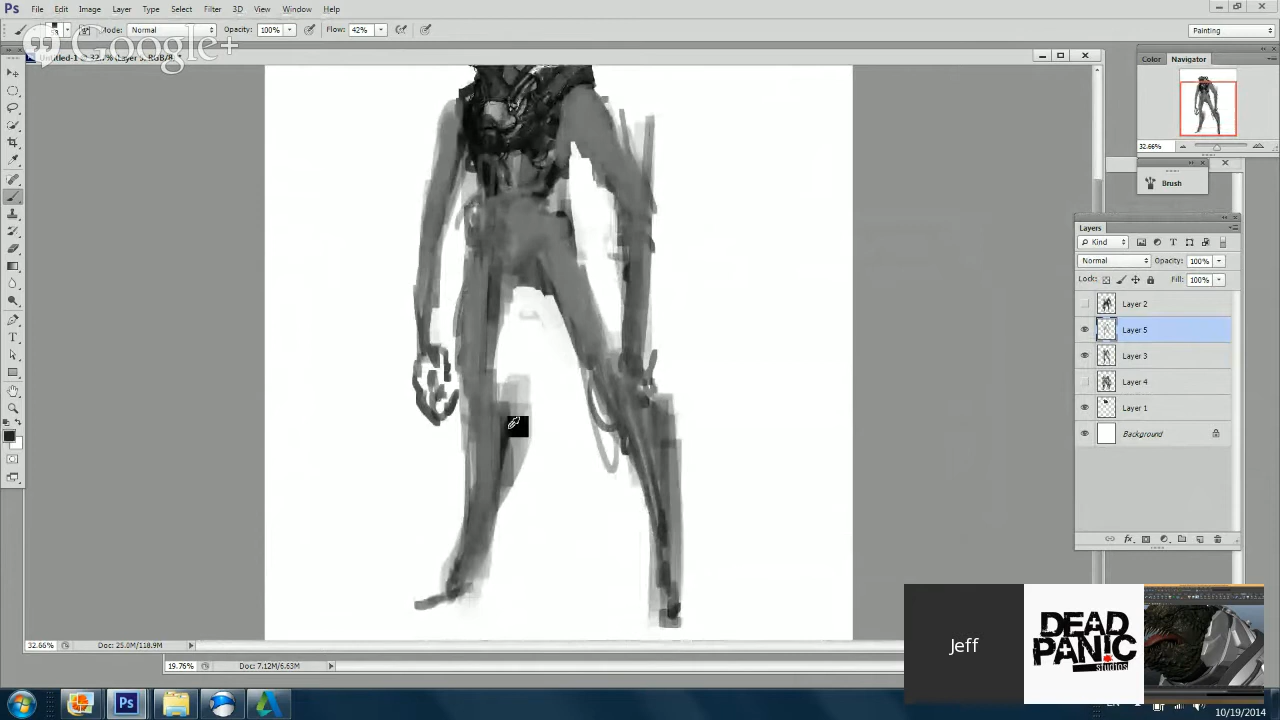 Ps File Edit Image Layer Type Select Filter 3D View Window Help
Mode: Normal Opacity: 100% Flow: 42% Painting
Google+
Color Navigator
32.66%
Brush
Layers
Kind
Normal Opacity: 100%
Lock: Fill: 100%
Layer 2
Layer 5
Layer 3
Layer 4
Layer 1
Background
fx
32.66% Doc: 25.0M/118.9M
19.76% Doc: 7.12M/6.63M
Jeff
DEAD
PANIC
studios
Ps
10/19/2014